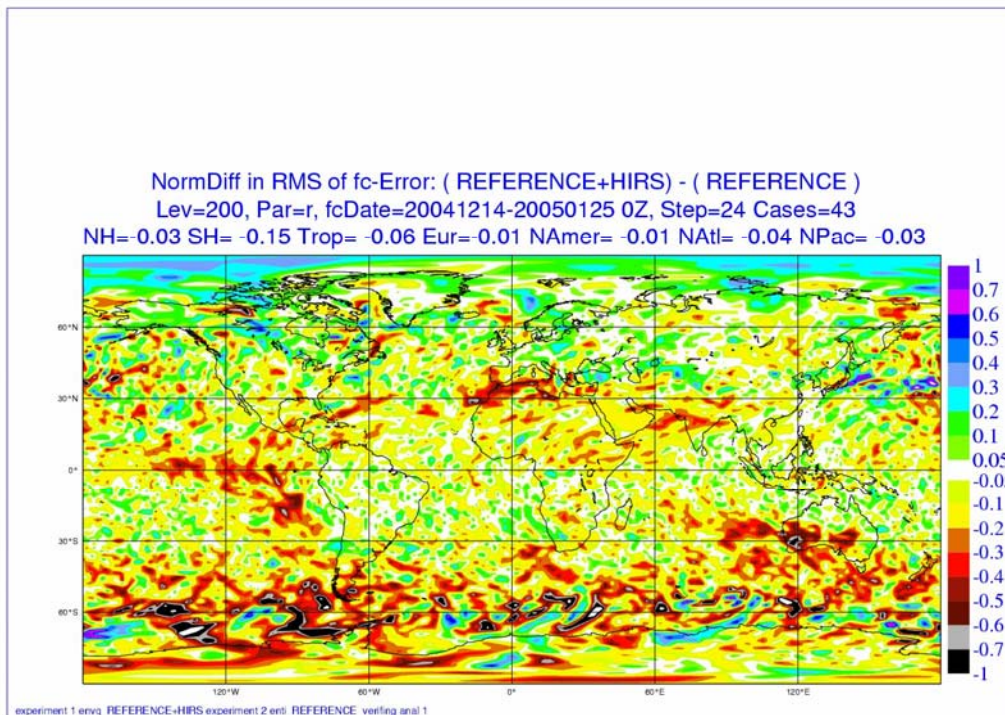 NormDiff in RMS of fc-Error: ( REFERENCE+HIRS) - ( REFERENCE )
Lev=200, Par=r, fcDate=20041214-20050125 0Z, Step=24 Cases=43
NH=-0.03 SH= -0.15 Trop= -0.06 Eur=-0.01 NAmer= -0.01 NAtl= -0.04 NPac= -0.03
1
0.7
0.6
0.5
0.4
0.3
0.2
0.1
0.05
-0.05
-0.1
-0.2
-0.3
-0.4
-0.5
-0.6
-0.7
-1
60°N
30°N
0°
30°S
60°S
120°W
60°W
0°
60°E
120°E
REFERENCE+HIRS experiment 2 enti REFERENCE verifing anal 1